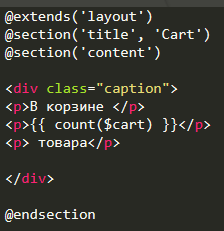 @extends('layout')
@section('title', 'Cart')
@section('content')
<div class="caption">
<p>В корзине </p>
<p>{{ count($cart) }}</p>
<p> товара</p>
</div>
@endsection